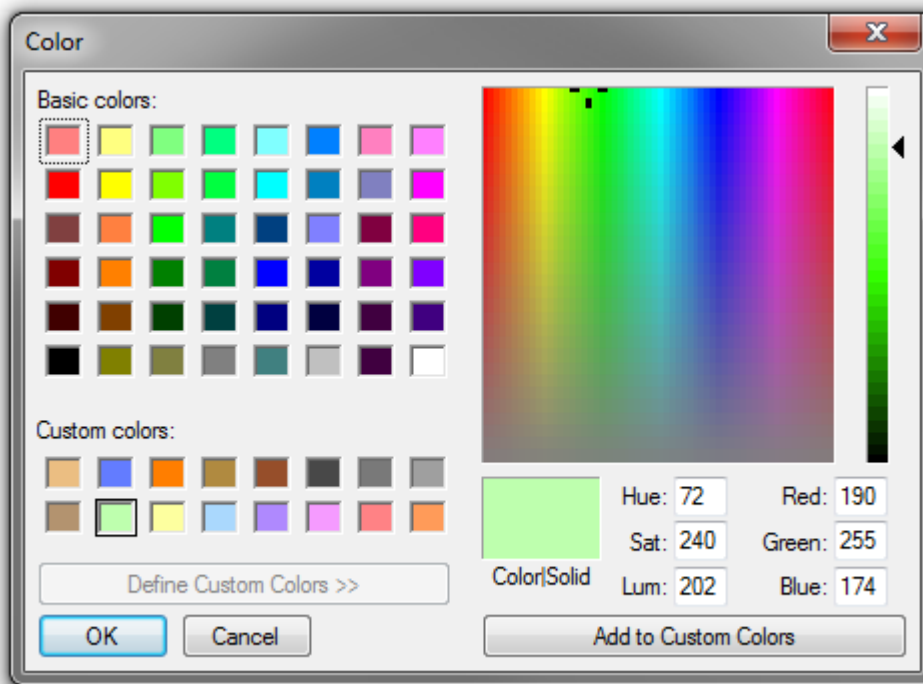 Color
Basic colors:
Custom colors:
Define Custom Colors >>
OK
Cancel
Color|Solid
Hue: 72
Sat: 240
Lum: 202
Red: 190
Green: 255
Blue: 174
Add to Custom Colors